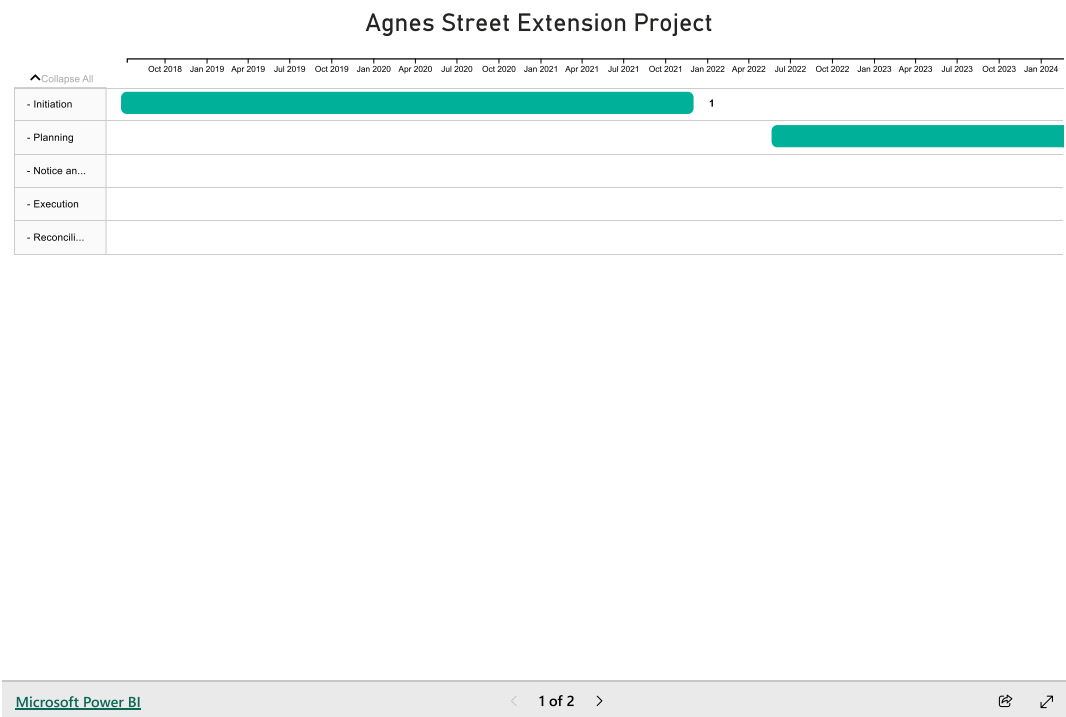 Agnes Street Extension Project
Collapse All
Oct 2018 Jan 2019 Apr 2019 Jul 2019 Oct 2019 Jan 2020 Apr 2020 Jul 2020 Oct 2020 Jan 2021 Apr 2021 Jul 2021 Oct 2021 Jan 2022 Apr 2022 Jul 2022 Oct 2022 Jan 2023 Apr 2023 Jul 2023 Oct 2023 Jan 2024
- Initiation 1
- Planning
- Notice an...
- Execution
- Reconcili...
Microsoft Power BI 1 of 2